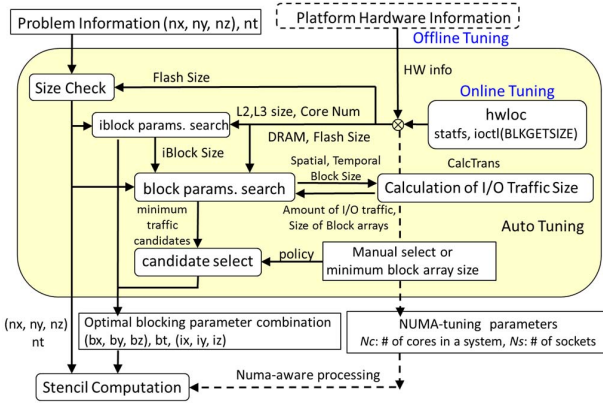 Problem Information (nx, ny, nz), nt
Platform Hardware Information
Offline Tuning
Flash Size
HW info
Online Tuning
Size Check
L2,L3 size, Core Num
hwloc
statfs, ioctl(BLKGETSIZE)
iblock params. search
DRAM, Flash Size
iBlock Size
Spatial, Temporal
Block Size
CalcTrans
block params. search
Calculation of I/O Traffic Size
minimum
traffic
candidates
Amount of I/O traffic,
Size of Block arrays
Auto Tuning
candidate select
policy
Manual select or
minimum block array size
(nx, ny, nz)
nt
Optimal blocking parameter combination
(bx, by, bz), bt, (ix, iy, iz)
NUMA-tuning parameters
Nc: # of cores in a system, Ns: # of sockets
Stencil Computation
Numa-aware processing